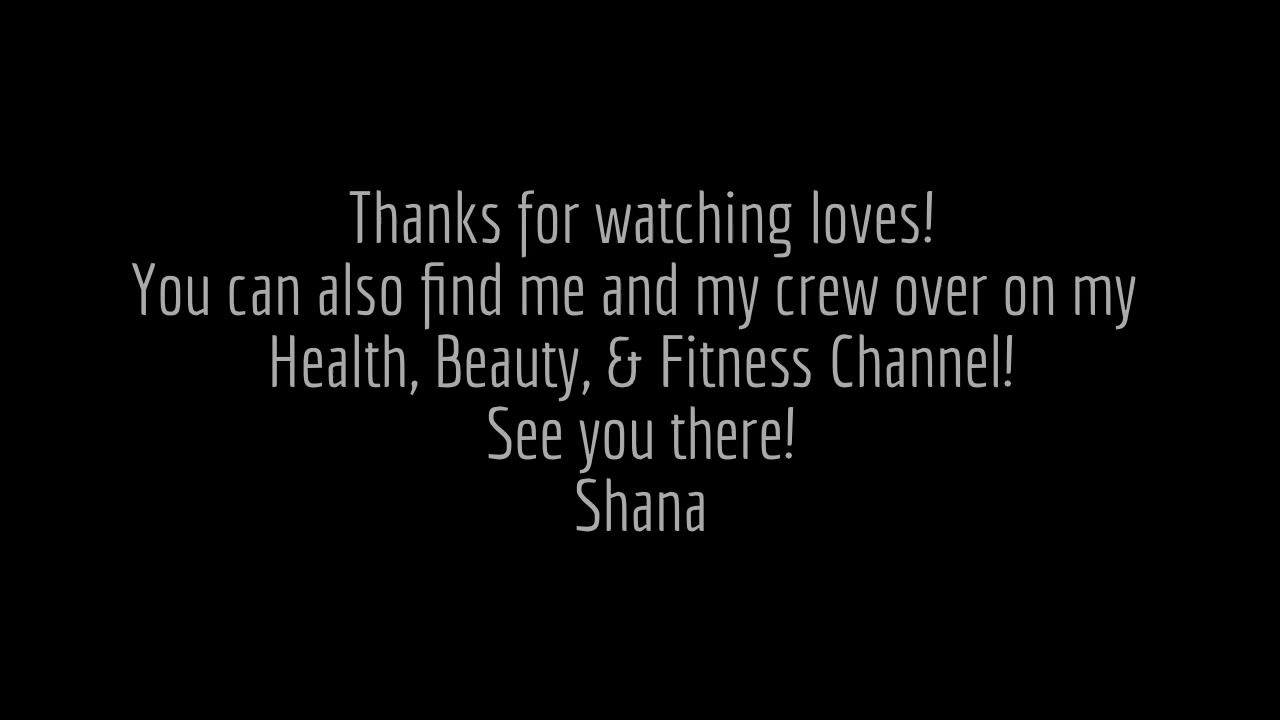 Thanks for watching loves!
You can also find me and my crew over on my
Health, Beauty, & Fitness Channel!
See you there!
Shana